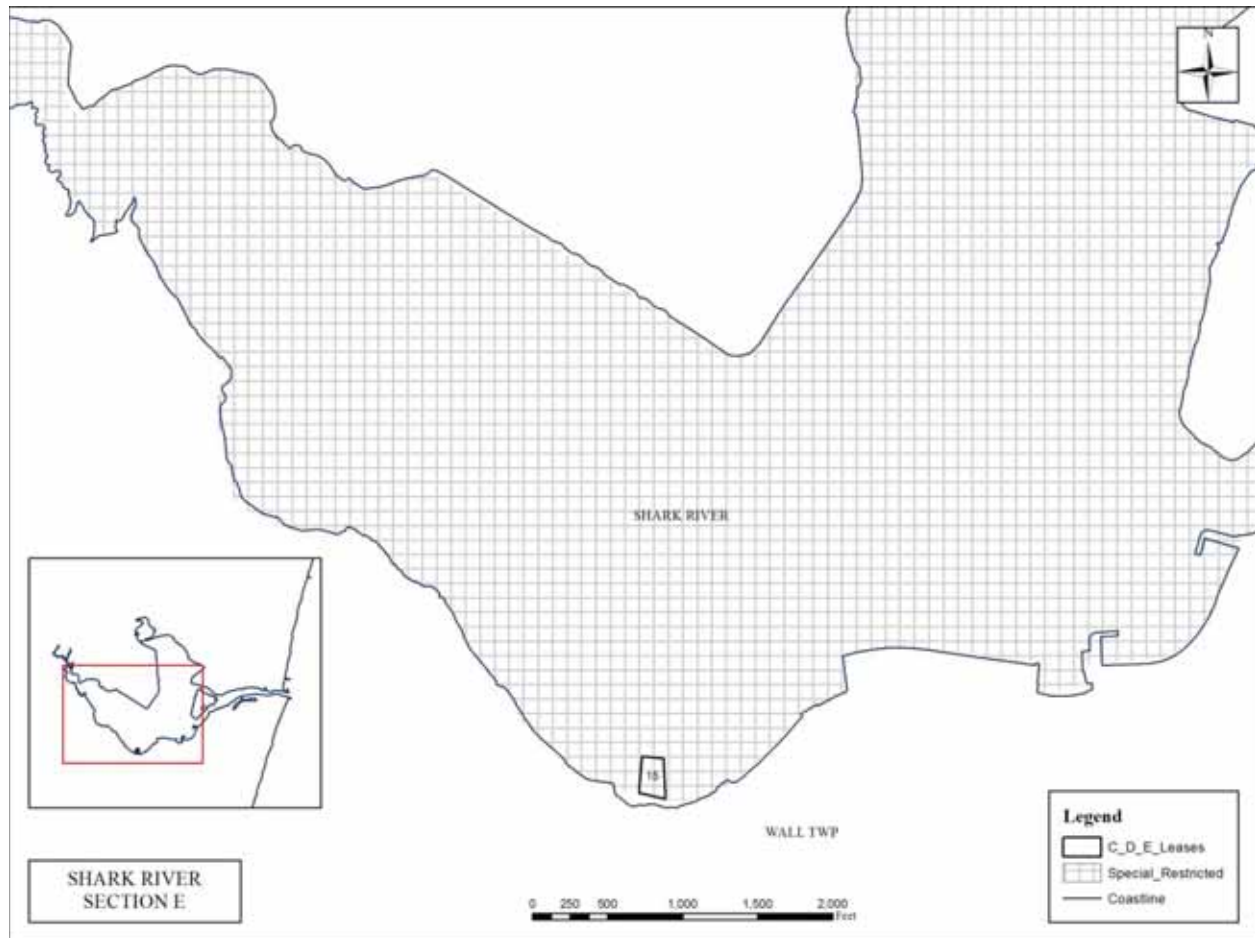 N
SHARK RIVER
18
WALL TWP
SHARK RIVER
SECTION E
0 250 500 1,000 1,500 2,000
Feet
Legend
C_D_E_Leases
Special_Restricted
Coastline